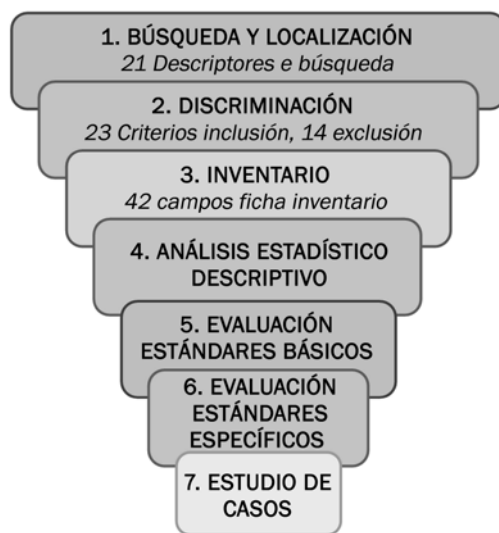 1. BÚSQUEDA Y LOCALIZACIÓN
21 Descriptores e búsqueda
2. DISCRIMINACIÓN
23 Criterios inclusión, 14 exclusión
3. INVENTARIO
42 campos ficha inventario
4. ANÁLISIS ESTADÍSTICO
DESCRIPTIVO
5. EVALUACIÓN
ESTÁNDARES BÁSICOS
6. EVALUACIÓN
ESTÁNDARES
ESPECÍFICOS
7. ESTUDIO DE
CASOS